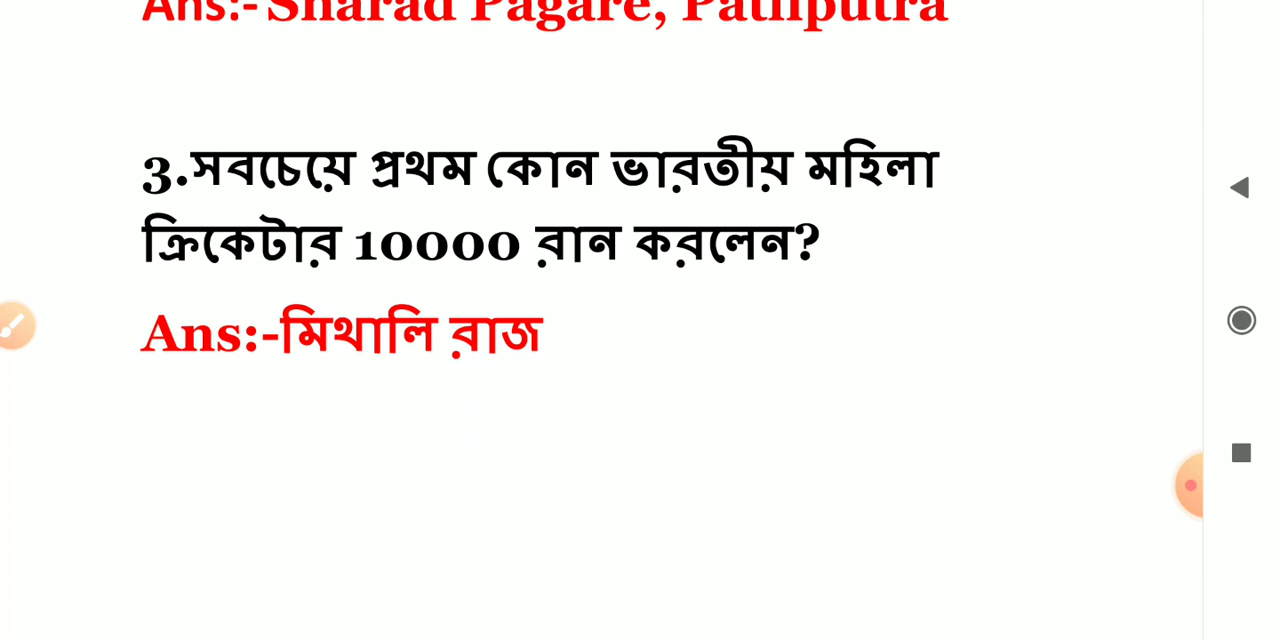 Ans:- Sharad Pagare, Patliputra
3.সবচেয়ে প্রথম কোন ভারতীয় মহিলা
ক্রিকেটার 10000 রান করলেন?
Ans:-মিথালি রাজ